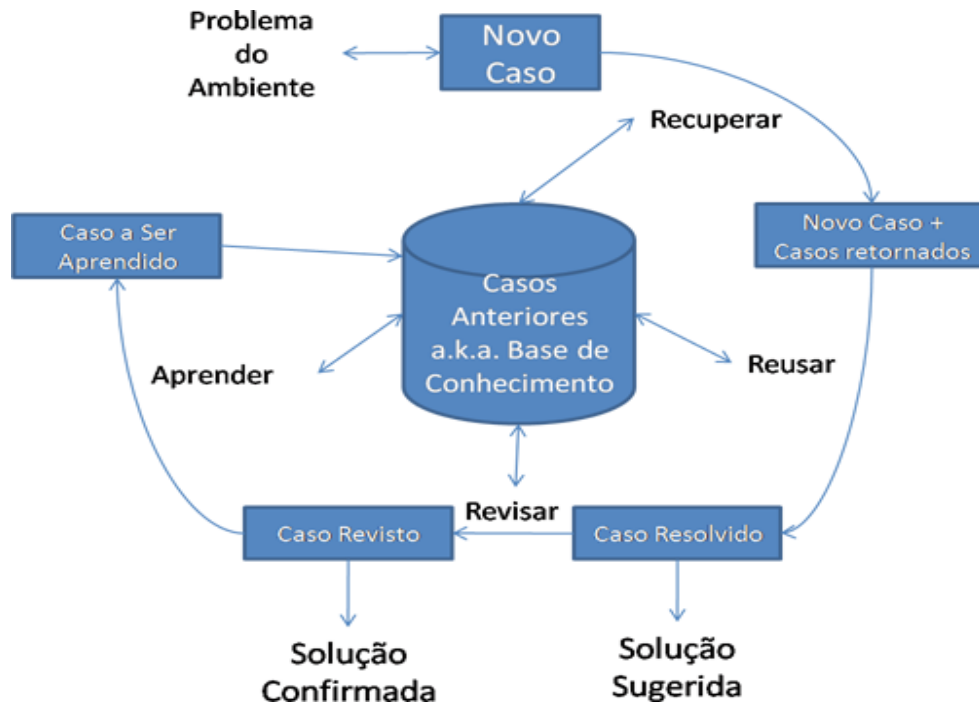 Problema
do
Ambiente
Novo
Caso
Recuperar
Caso a Ser
Aprendido
Novo Caso +
Casos retornados
Casos
Anteriores
a.k.a. Base de
Conhecimento
Aprender
Reusar
Revisar
Caso Revisto
Caso Resolvido
Solução
Confirmada
Solução
Sugerida